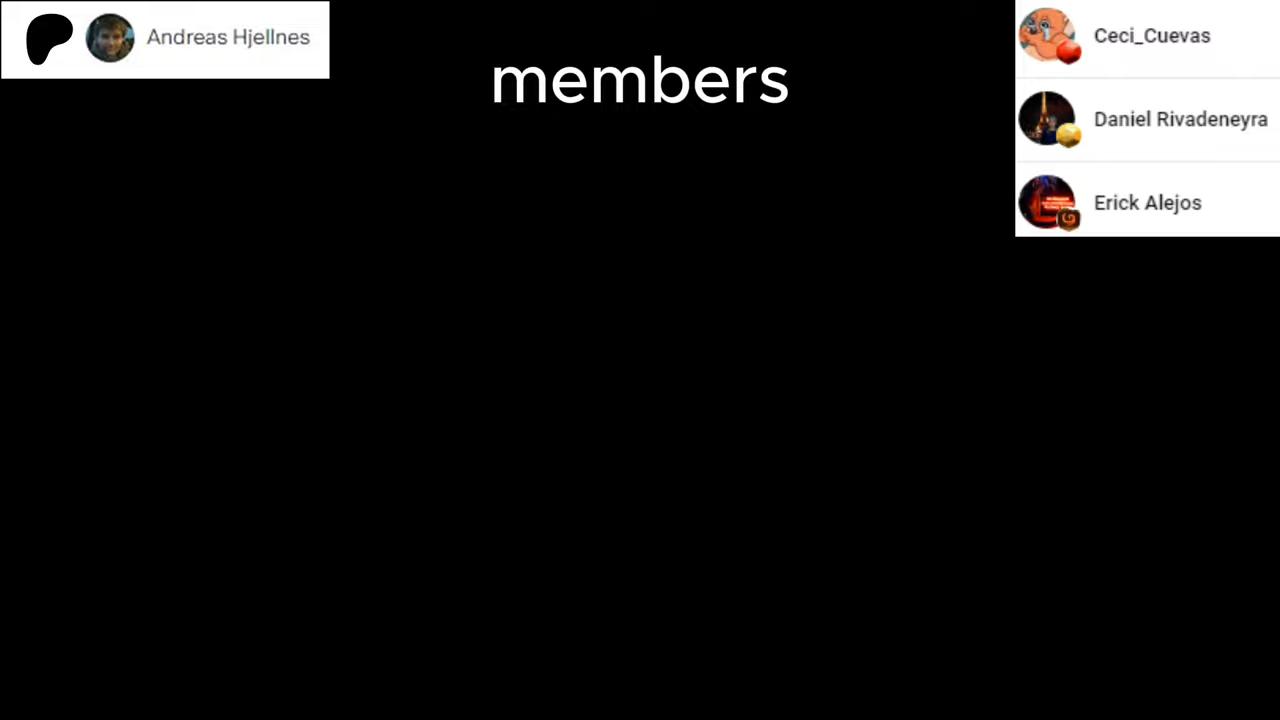 Andreas Hjellnes
members
Ceci_Cuevas
Daniel Rivadeneyra
Erick Alejos